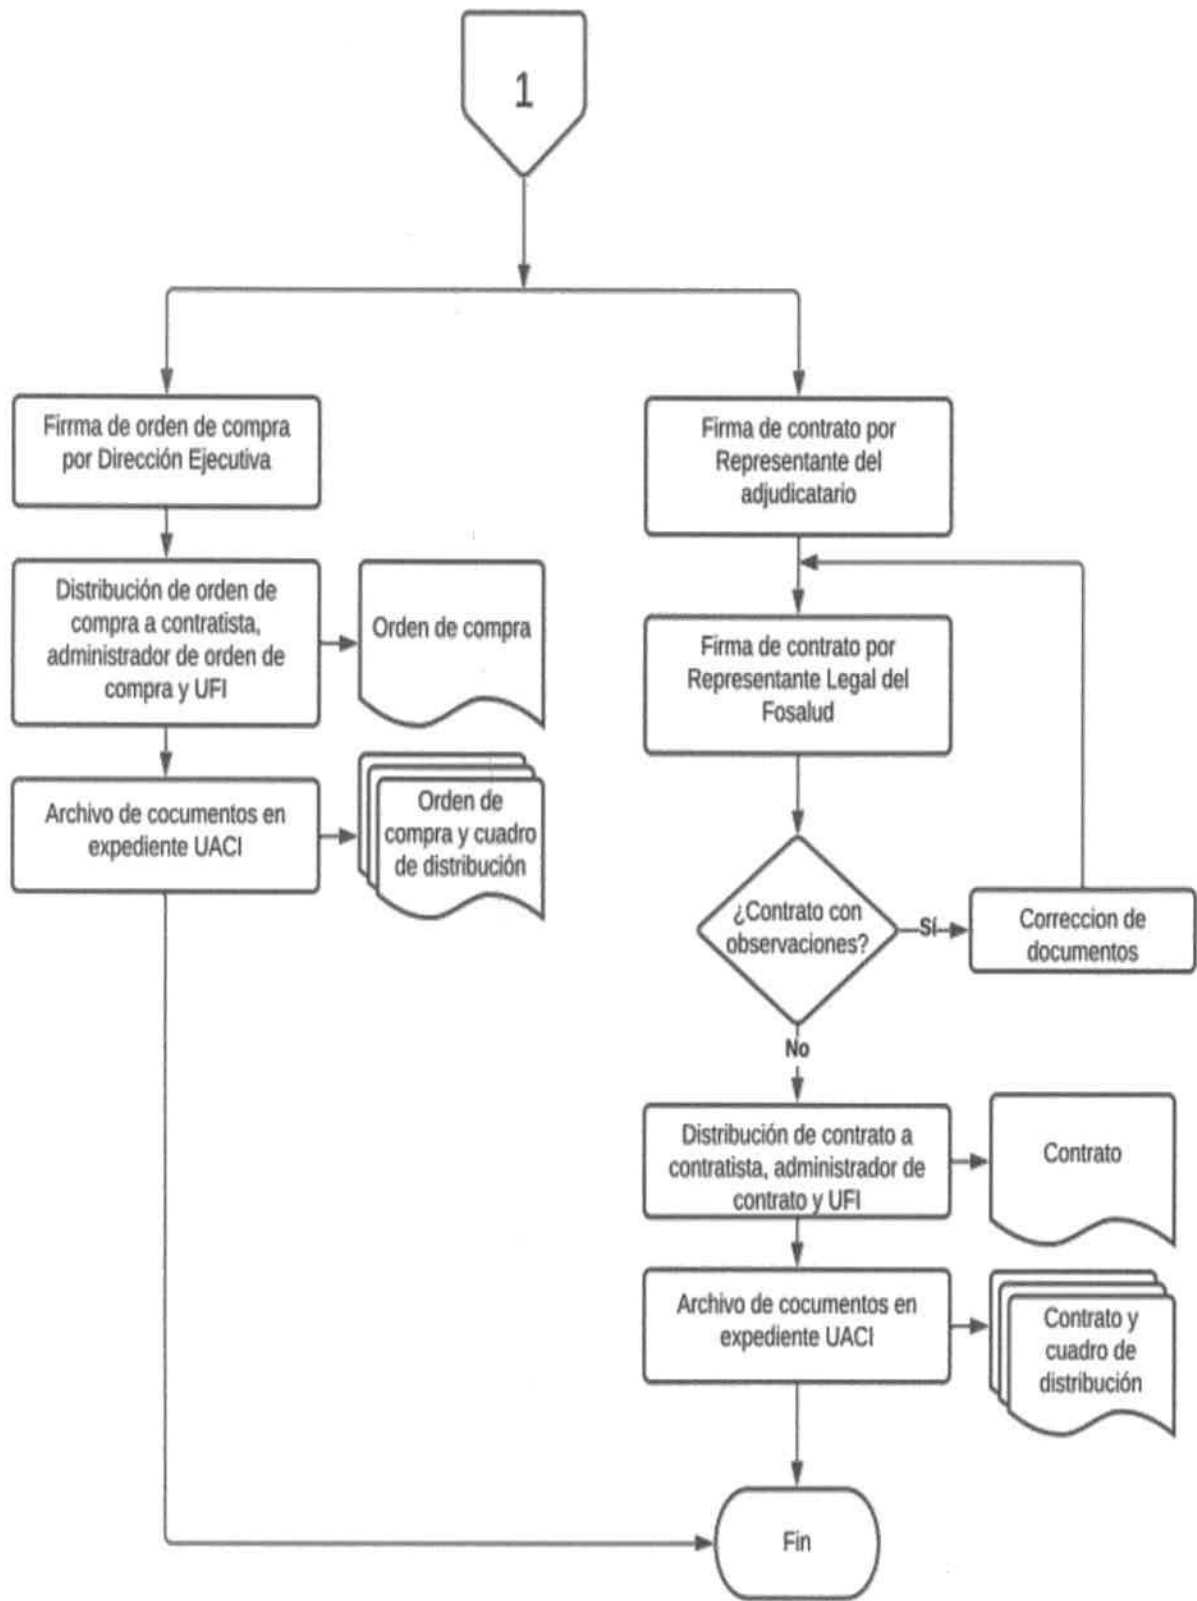 1
Firrma de orden de compra
por Dirección Ejecutiva
Distribución de orden de
compra a contratista,
administrador de orden de
compra y UFI
Orden de compra
Archivo de cocumentos en
expediente UACI
Orden de
compra y cuadro
de distribución
Firma de contrato por
Representante del
adjudicatario
Firma de contrato por
Representante Legal del
Fosalud
¿Contrato con
observaciones?
Sí
Correccion de
documentos
No
Distribución de contrato a
contratista, administrador de
contrato y UFI
Contrato
Archivo de cocumentos en
expediente UACI
Contrato y
cuadro de
distribución
Fin